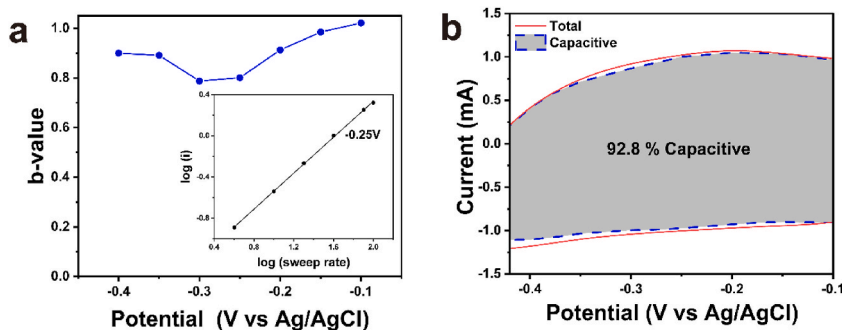 a
b-value
1.0
0.8
0.6
0.4
0.2
0.0
-0.4
-0.3
-0.2
-0.1
Potential (V vs Ag/AgCl)
log (i)
0.4
0.0
-0.4
-0.8
0.4
0.8
1.2
1.6
2.0
log (sweep rate)
-0.25V
b
Total
Capacitive
Current (mA)
1.5
1.0
0.5
0.0
-0.5
-1.0
-1.5
92.8 % Capacitive
-0.4
-0.3
-0.2
-0.1
Potential (V vs Ag/AgCl)